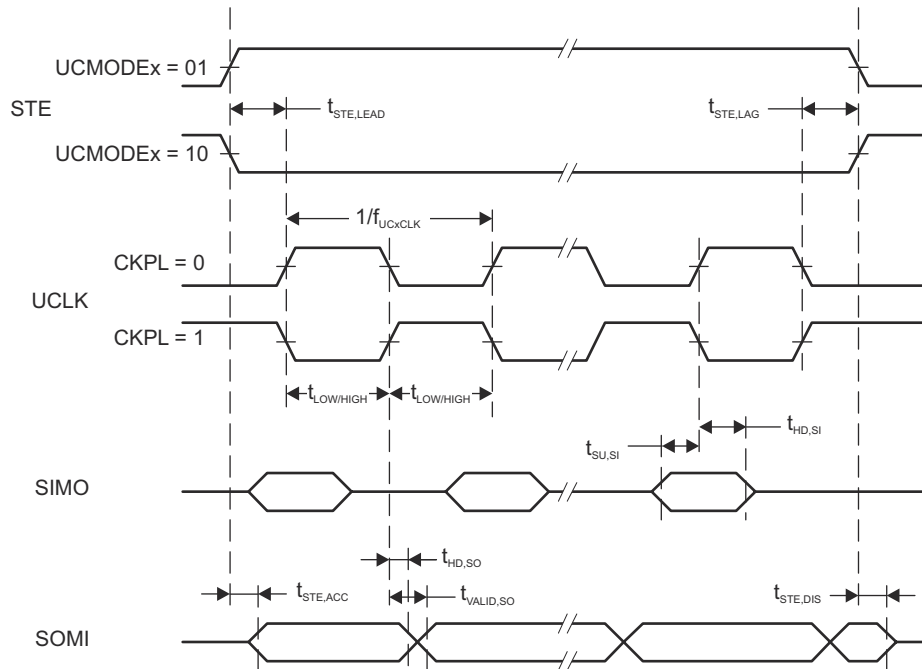 UCMODEx = 01
STE
tSTE,LEAD
tSTE,LAG
UCMODEx = 10
1/fUCxCLK
CKPL = 0
UCLK
CKPL = 1
tLOW/HIGH
tLOW/HIGH
tHD,SI
tSU,SI
SIMO
tHD,SO
tSTE,ACC
tVALID,SO
tSTE,DIS
SOMI